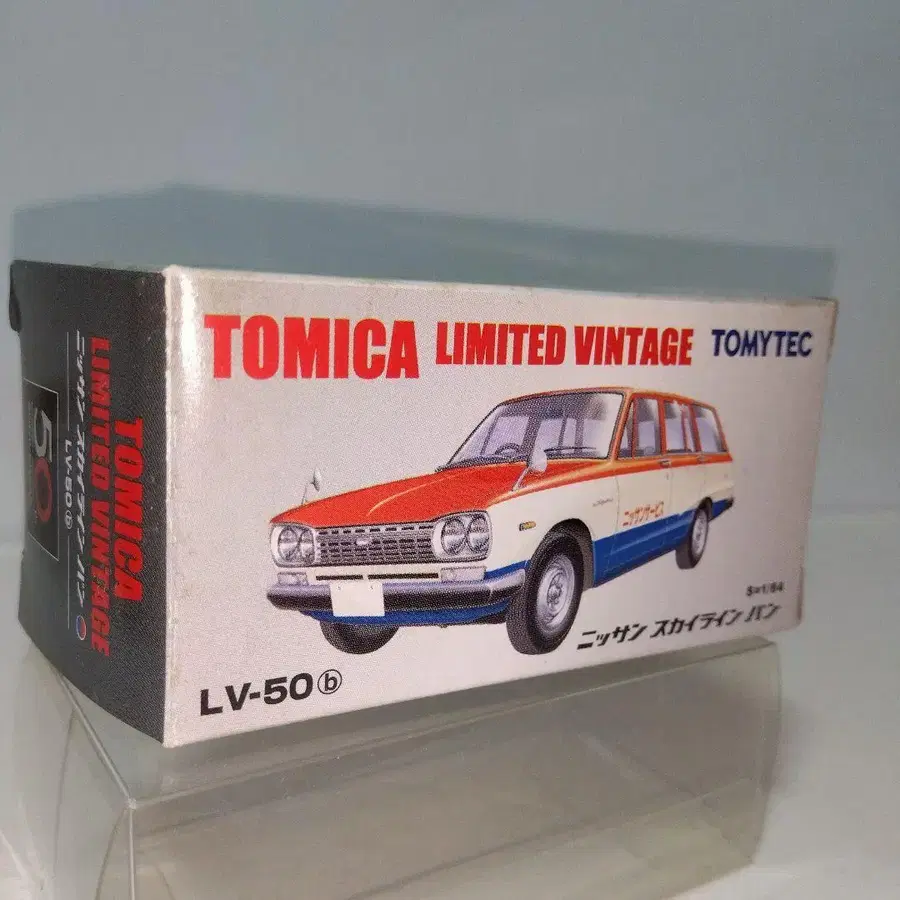 TOMICA LIMITED VINTAGE TOMYTEC
ニッサンサービス
S=1/64
ニッサン スカイライン バン
LV-50ⓑ
TOMICA
LIMITED VINTAGE
ニッサン スカイライン バン
LV-50ⓑ
50